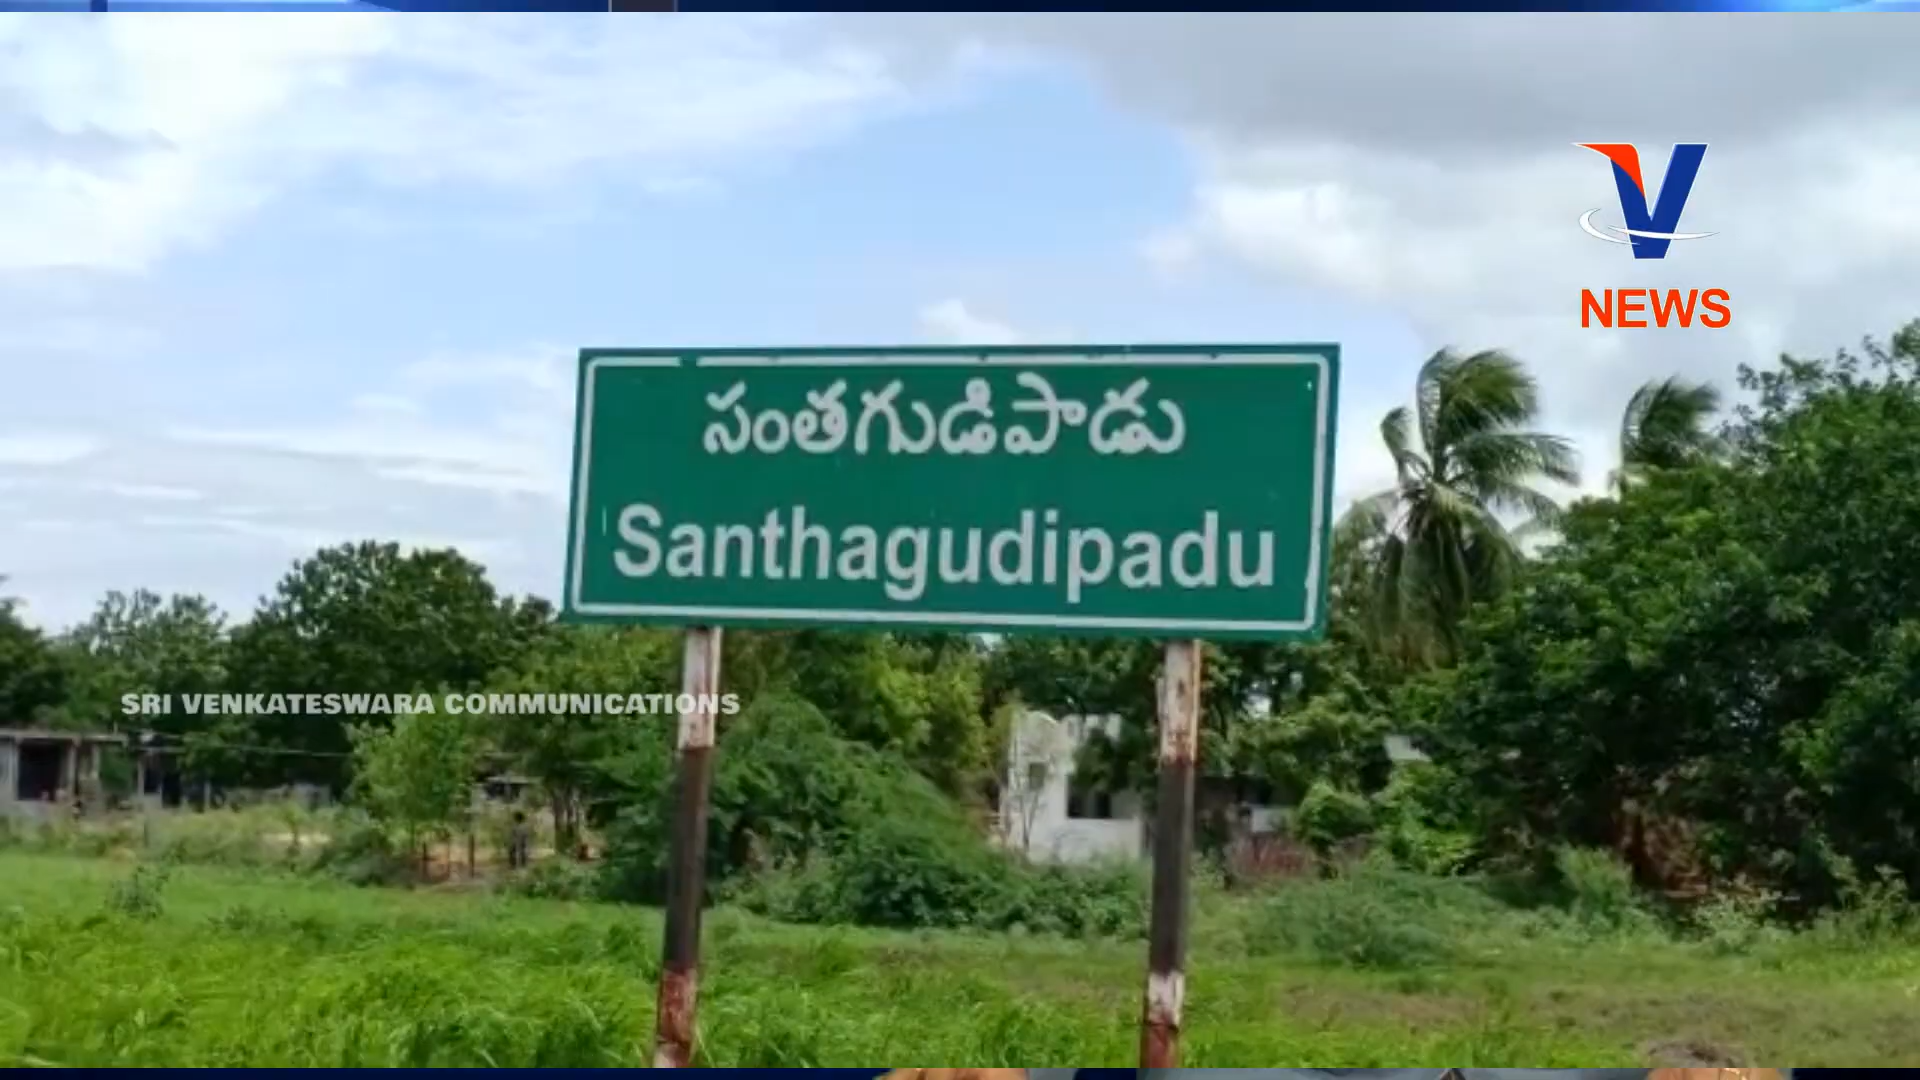 V
NEWS
సంతగుడిపాడు
Santhagudipadu
SRI VENKATESWARA COMMUNICATIONS